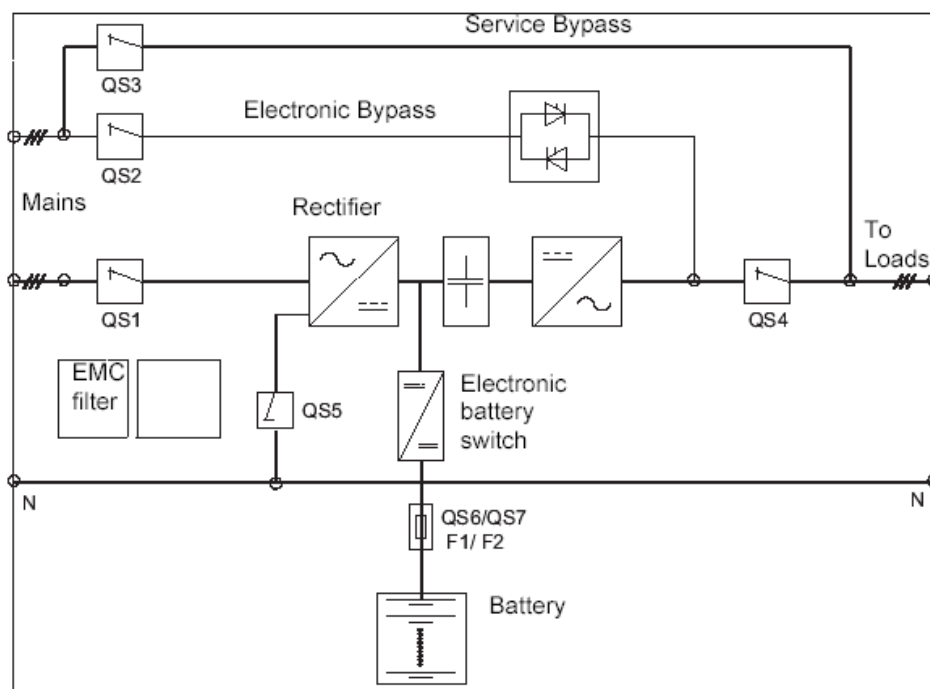 Service Bypass
QS3
Electronic Bypass
QS2
Mains
Rectifier
To
Loads
QS1
QS4
EMC
filter
QS5
Electronic
battery
switch
N
N
QS6/QS7
F1/ F2
Battery